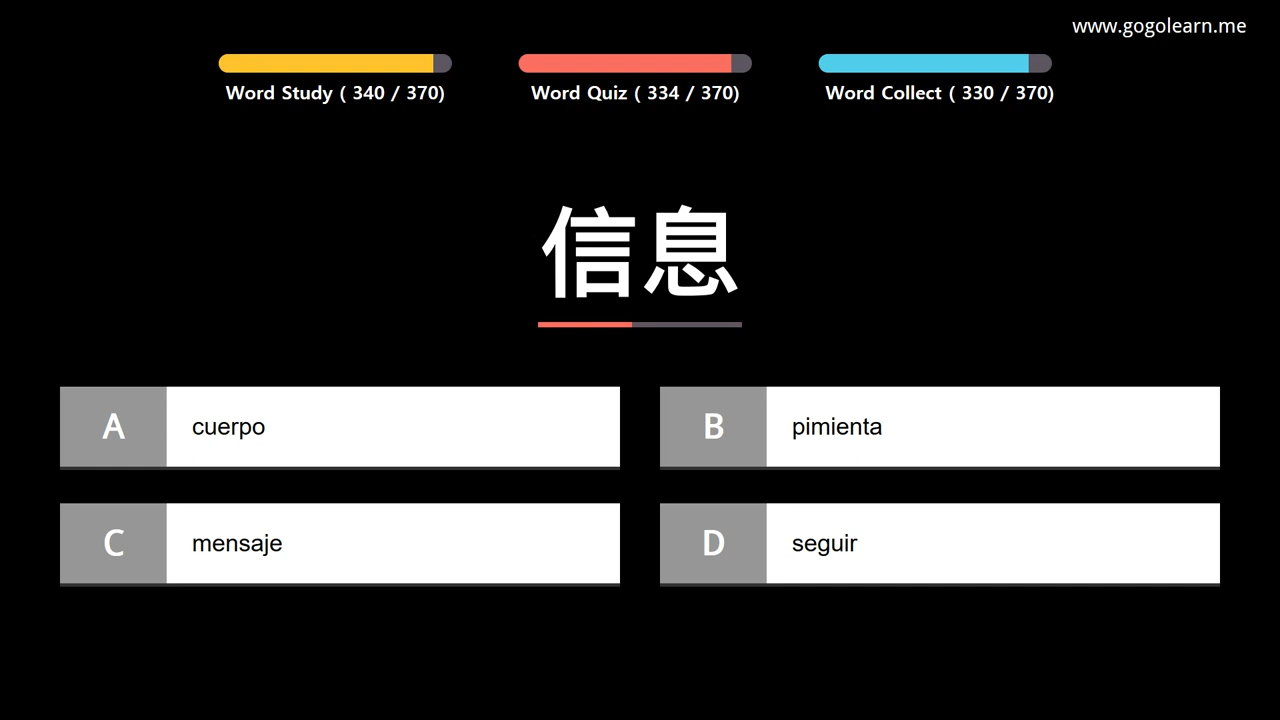 www.gogolearn.me
Word Study ( 340 / 370)
Word Quiz ( 334 / 370)
Word Collect ( 330 / 370)
信息
A
cuerpo
B
pimienta
C
mensaje
D
seguir